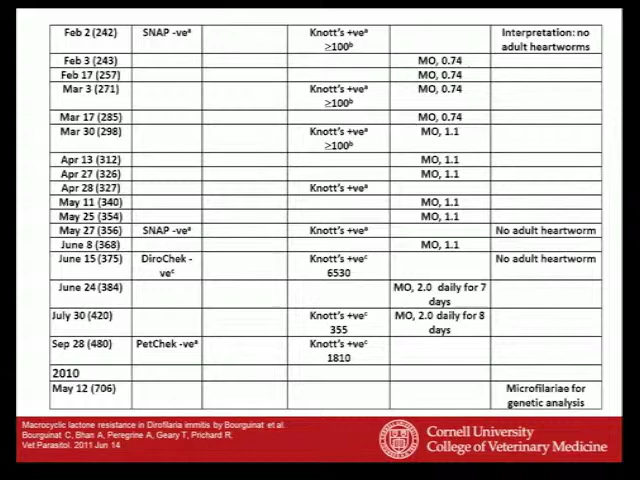 Feb 2 (242) SNAP -veᵃ Knott's +veᵃ Interpretation: no
≥100ᵇ adult heartworms
Feb 3 (243) MO, 0.74
Feb 17 (257) MO, 0.74
Mar 3 (271) Knott's +veᵃ MO, 0.74
≥100ᵇ
Mar 17 (285) MO, 0.74
Mar 30 (298) Knott's +veᵃ MO, 1.1
≥100ᵇ
Apr 13 (312) MO, 1.1
Apr 27 (326) MO, 1.1
Apr 28 (327) Knott's +veᵃ
May 11 (340) MO, 1.1
May 25 (354) MO, 1.1
May 27 (356) SNAP -veᵃ Knott's +veᵃ No adult heartworm
June 8 (368) MO, 1.1
June 15 (375) DiroChek - Knott's +veᶜ No adult heartworm
veᶜ 6530
June 24 (384) MO, 2.0 daily for 7
days
July 30 (420) Knott's +veᶜ MO, 2.0 daily for 8
355 days
Sep 28 (480) PetChek -veᵃ Knott's +veᶜ
1810
2010
May 12 (706) Microfilariae for
genetic analysis
Macrocyclic lactone resistance in Dirofilaria immitis by Bourguinat et al.
Bourguinat C, Bhan A, Peregrine A, Geary T, Prichard R,
Vet Parasitol. 2011 Jun 14
Cornell University
College of Veterinary Medicine